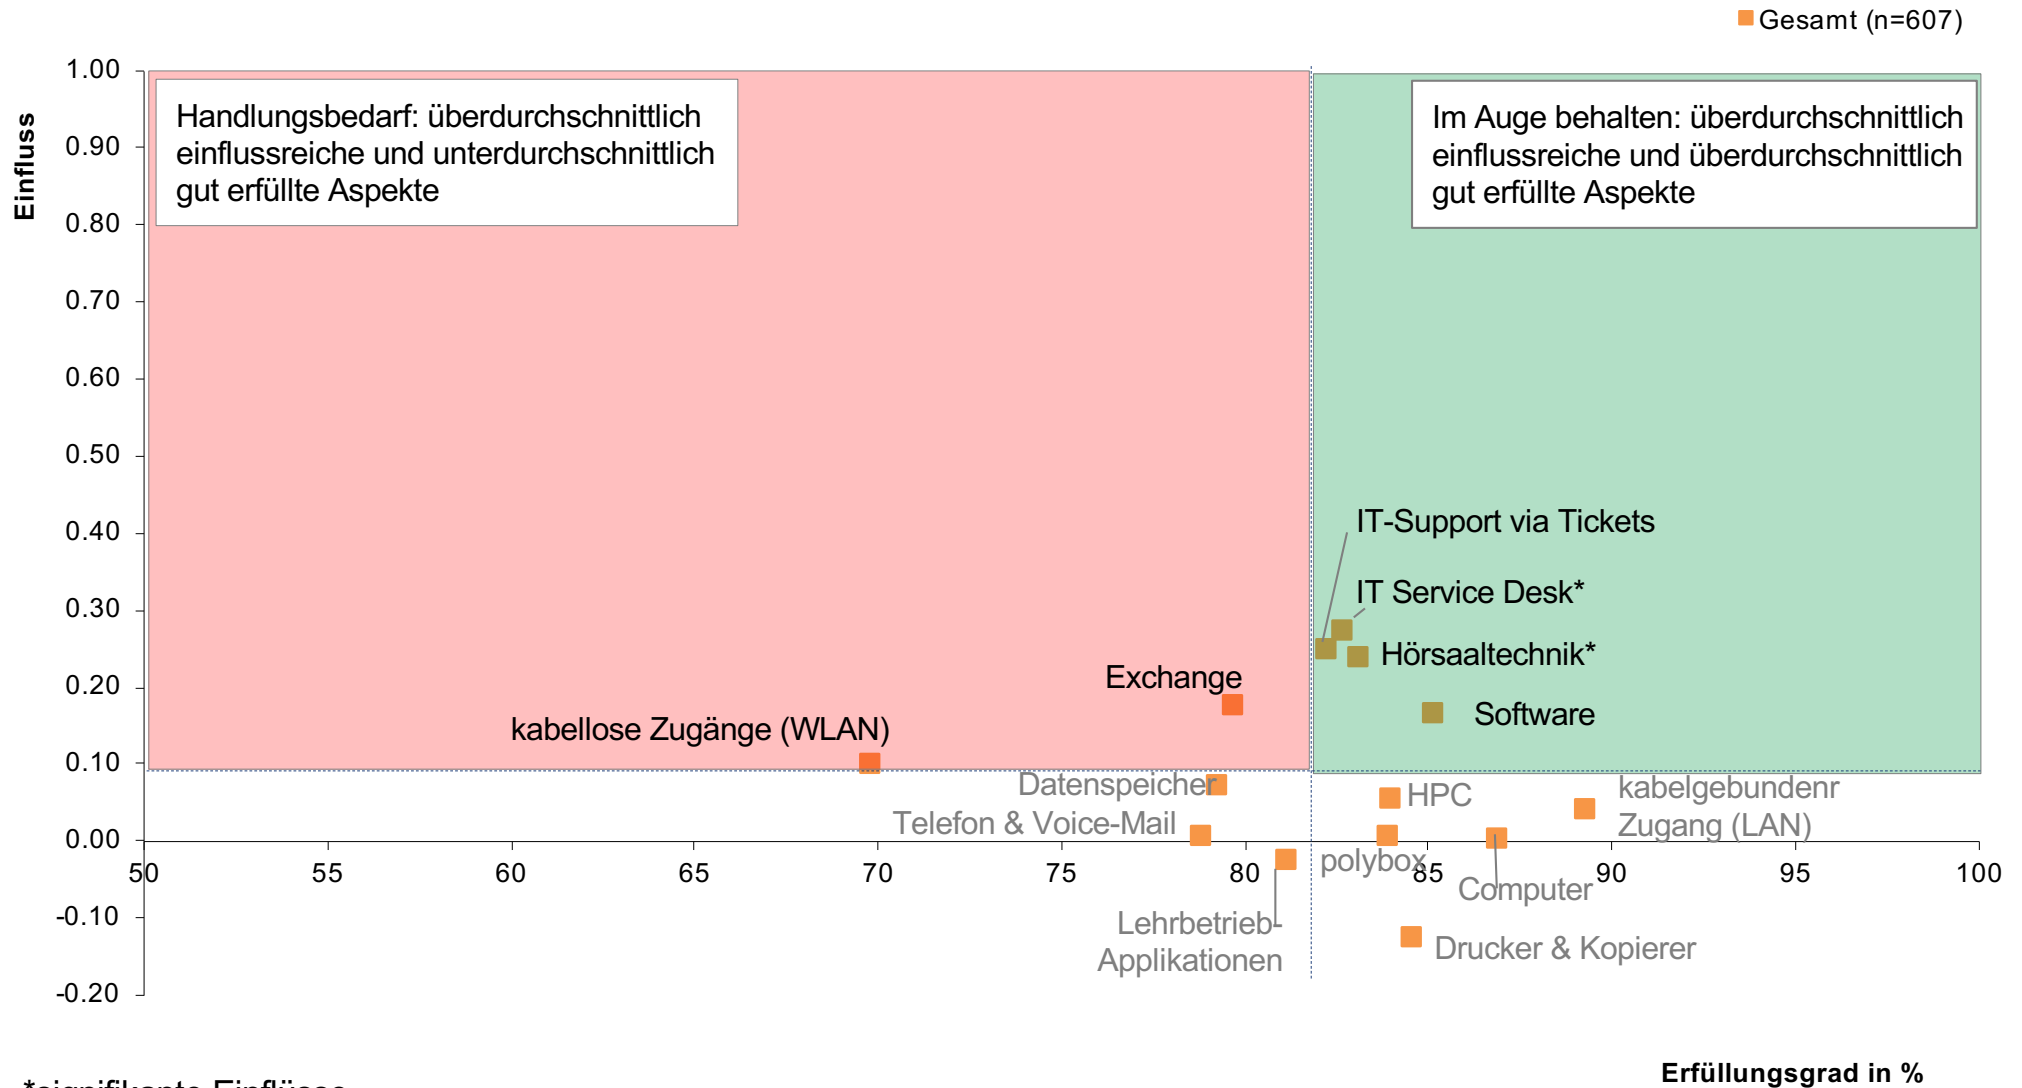 Gesamt (n=607)
Einfluss
1.00
0.90
0.80
0.70
0.60
0.50
0.40
0.30
0.20
0.10
0.00
-0.10
-0.20
Handlungsbedarf: überdurchschnittlich
einflussreiche und unterdurchschnittlich
gut erfüllte Aspekte
Im Auge behalten: überdurchschnittlich
einflussreiche und überdurchschnittlich
gut erfüllte Aspekte
IT-Support via Tickets
IT Service Desk*
Hörsaaltechnik*
Exchange
Software
kabellose Zugänge (WLAN)
Datenspeicher
HPC
kabelgebundenr
Zugang (LAN)
Telefon & Voice-Mail
polybox
Computer
Lehrbetrieb-
Applikationen
Drucker & Kopierer
50
55
60
65
70
75
80
85
90
95
100
Erfüllungsgrad in %
*signifikante Einflüsse